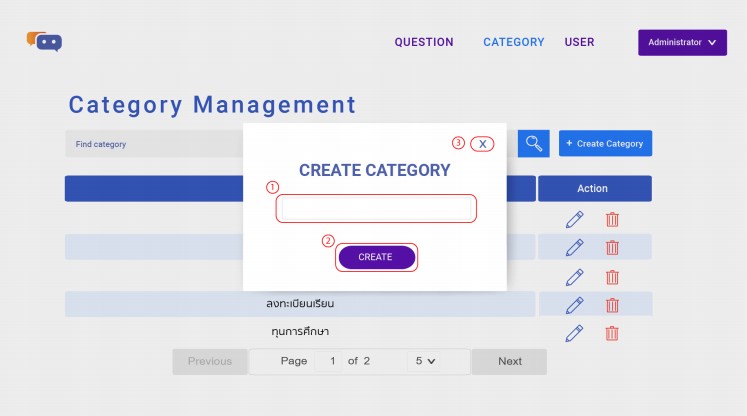 QUESTION CATEGORY USER Administrator
Category Management
Find category + Create Category
3 X
CREATE CATEGORY
1
Action
2
CREATE
ลงทะเบียนเรียน
ทุนการศึกษา
Previous Page 1 of 2 5 Next